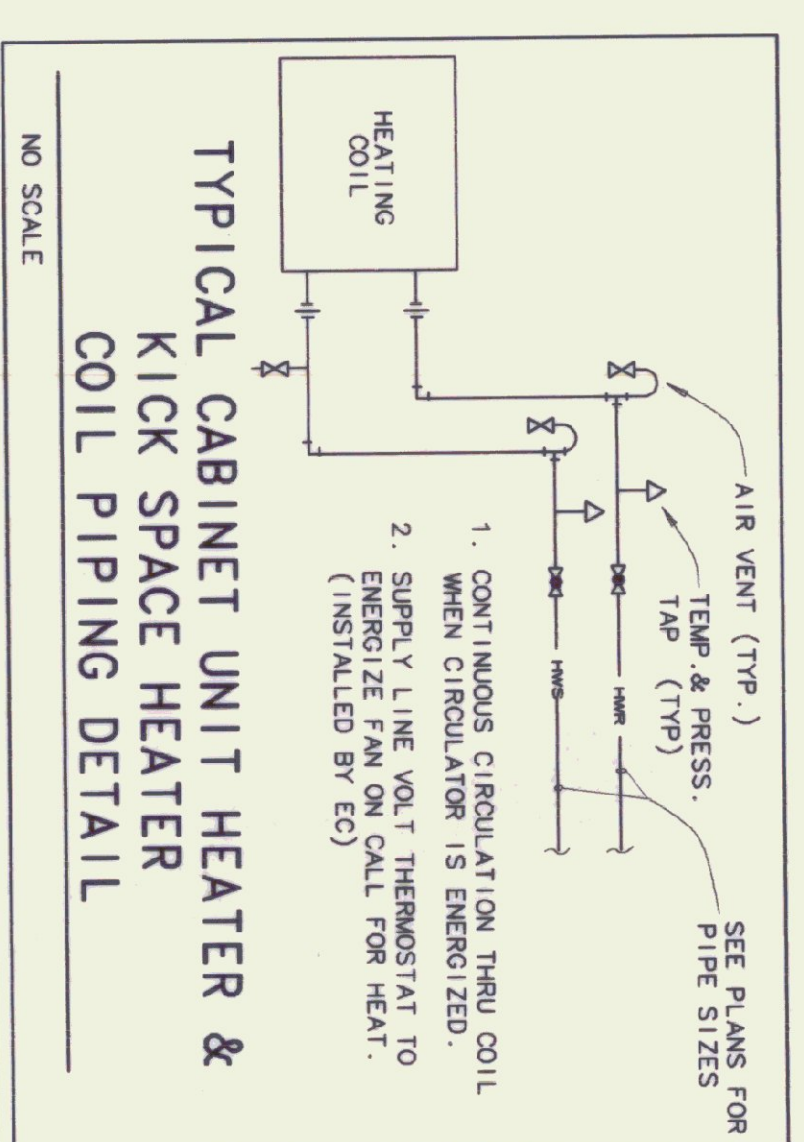 AIR VENT (TYP.)
TEMP.& PRESS.
TAP (TYP)
SEE PLANS FOR
PIPE SIZES
HEATING
COIL
HWR
HWS
1. CONTINUOUS CIRCULATION THRU COIL
WHEN CIRCULATOR IS ENERGIZED.
2. SUPPLY LINE VOLT THERMOSTAT TO
ENERGIZE FAN ON CALL FOR HEAT.
(INSTALLED BY EC)
TYPICAL CABINET UNIT HEATER &
KICK SPACE HEATER
COIL PIPING DETAIL
NO SCALE